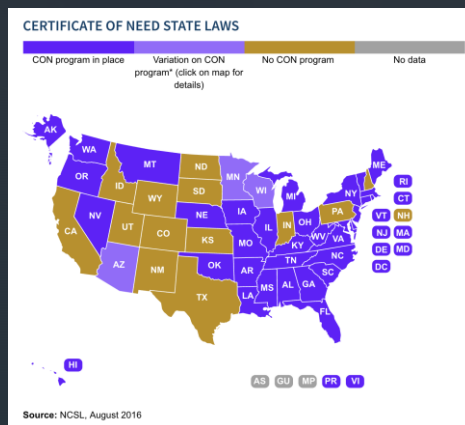 CERTIFICATE OF NEED STATE LAWS
CON program in place
Variation on CON
program* (click on map for
details)
No CON program
No data
AK
WA
MT
ND
MN
ME
OR
ID
SD
WI
NY
RI
WY
MI
CT
NV
NE
IA
PA
VT
NH
CA
UT
CO
IL
IN
OH
NJ
MA
KS
MO
WV
VA
DE
MD
KY
DC
AZ
NM
OK
AR
TN
NC
SC
TX
LA
MS
AL
GA
FL
HI
AS
GU
MP
PR
VI
Source: NCSL, August 2016